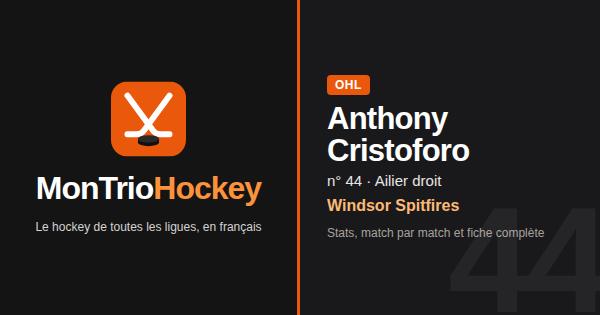 MonTrioHockey
Le hockey de toutes les ligues, en français
OHL
Anthony
Cristoforo
n° 44 · Ailier droit
Windsor Spitfires
Stats, match par match et fiche complète
44